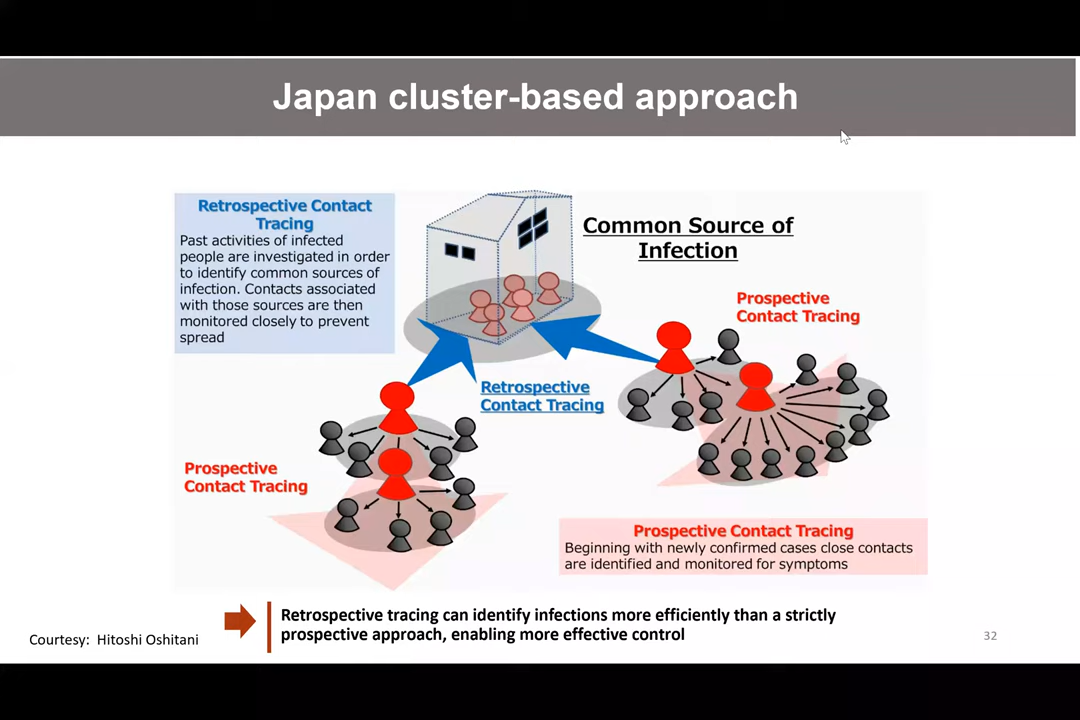 Japan cluster-based approach
Retrospective Contact
Tracing
Past activities of infected
people are investigated in order
to identify common sources of
infection. Contacts associated
with those sources are then
monitored closely to prevent
spread
Common Source of
Infection
Prospective
Contact Tracing
Retrospective
Contact Tracing
Prospective
Contact Tracing
Prospective Contact Tracing
Beginning with newly confirmed cases close contacts
are identified and monitored for symptoms
Retrospective tracing can identify infections more efficiently than a strictly
prospective approach, enabling more effective control
Courtesy: Hitoshi Oshitani
32